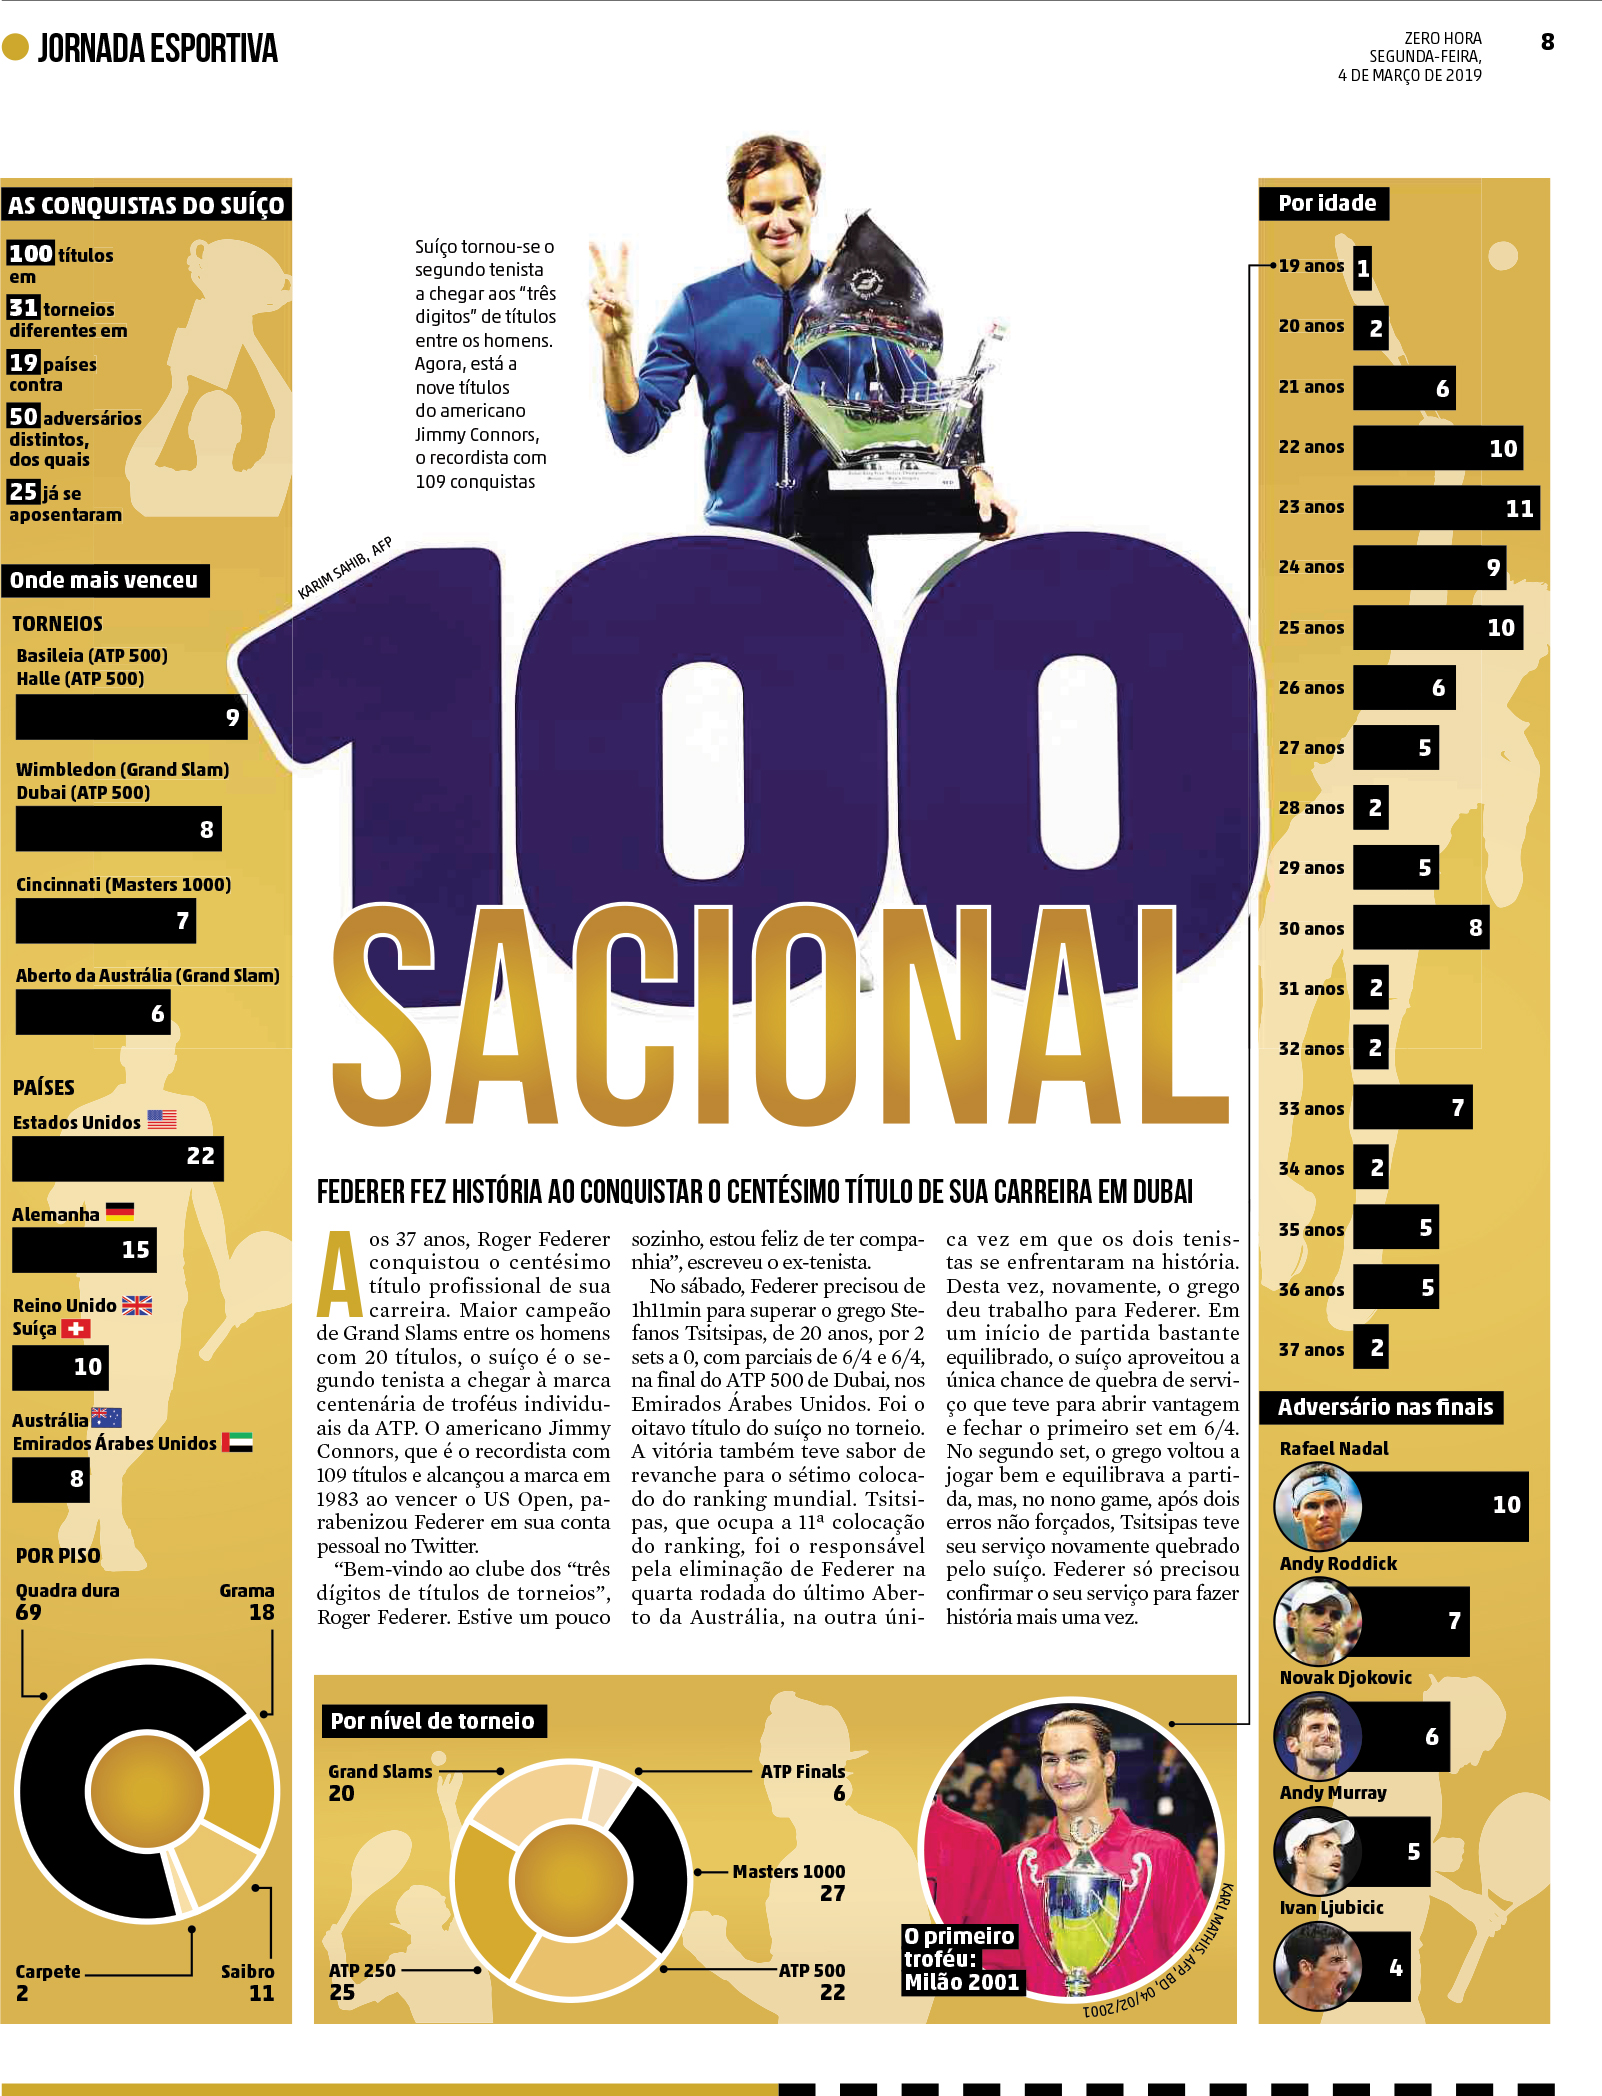 JORNADA ESPORTIVA
ZERO HORA
SEGUNDA-FEIRA,
4 DE MARÇO DE 2019
8
AS CONQUISTAS DO SUÍÇO
100 títulos
em
31 torneios
diferentes em
19 países
contra
50 adversários
distintos,
dos quais
25 já se
aposentaram
Onde mais venceu
TORNEIOS
Basileia (ATP 500)
Halle (ATP 500)
9
Wimbledon (Grand Slam)
Dubai (ATP 500)
8
Cincinnati (Masters 1000)
7
Aberto da Austrália (Grand Slam)
6
PAÍSES
Estados Unidos
22
Alemanha
15
Reino Unido
Suíça
10
Austrália
Emirados Árabes Unidos
8
POR PISO
Quadra dura
69
Grama
18
Carpete
2
Saibro
11
Suíço tornou-se o
segundo tenista
a chegar aos “três
digitos” de títulos
entre os homens.
Agora, está a
nove títulos
do americano
Jimmy Connors,
o recordista com
109 conquistas
KARIM SAHIB, AFP
100
SACIONAL
FEDERER FEZ HISTÓRIA AO CONQUISTAR O CENTÉSIMO TÍTULO DE SUA CARREIRA EM DUBAI
Aos 37 anos, Roger Federer
conquistou o centésimo
título profissional de sua
carreira. Maior campeão
de Grand Slams entre os homens
com 20 títulos, o suíço é o se-
gundo tenista a chegar à marca
centenária de troféus individu-
ais da ATP. O americano Jimmy
Connors, que é o recordista com
109 títulos e alcançou a marca em
1983 ao vencer o US Open, pa-
rabenizou Federer em sua conta
pessoal no Twitter.
“Bem-vindo ao clube dos “três
dígitos de títulos de torneios”,
Roger Federer. Estive um pouco
sozinho, estou feliz de ter compa-
nhia”, escreveu o ex-tenista.
No sábado, Federer precisou de
1h11min para superar o grego Ste-
fanos Tsitsipas, de 20 anos, por 2
sets a 0, com parciais de 6/4 e 6/4,
na final do ATP 500 de Dubai, nos
Emirados Árabes Unidos. Foi o
oitavo título do suíço no torneio.
A vitória também teve sabor de
revanche para o sétimo coloca-
do do ranking mundial. Tsitsi-
pas, que ocupa a 11ª colocação
do ranking, foi o responsável
pela eliminação de Federer na
quarta rodada do último Aber-
to da Austrália, na outra úni-
ca vez em que os dois tenis-
tas se enfrentaram na história.
Desta vez, novamente, o grego
deu trabalho para Federer. Em
um início de partida bastante
equilibrado, o suíço aproveitou a
única chance de quebra de servi-
ço que teve para abrir vantagem
e fechar o primeiro set em 6/4.
No segundo set, o grego voltou a
jogar bem e equilibrava a parti-
da, mas, no nono game, após dois
erros não forçados, Tsitsipas teve
seu serviço novamente quebrado
pelo suíço. Federer só precisou
confirmar o seu serviço para fazer
história mais uma vez.
Por nível de torneio
Grand Slams
20
ATP Finals
6
Masters 1000
27
ATP 250
25
ATP 500
22
O primeiro
troféu:
Milão 2001
KARL MATHIS, AFP, BD, 04/02/2001
Por idade
19 anos 1
20 anos 2
21 anos 6
22 anos 10
23 anos 11
24 anos 9
25 anos 10
26 anos 6
27 anos 5
28 anos 2
29 anos 5
30 anos 8
31 anos 2
32 anos 2
33 anos 7
34 anos 2
35 anos 5
36 anos 5
37 anos 2
Adversário nas finais
Rafael Nadal
10
Andy Roddick
7
Novak Djokovic
6
Andy Murray
5
Ivan Ljubicic
4